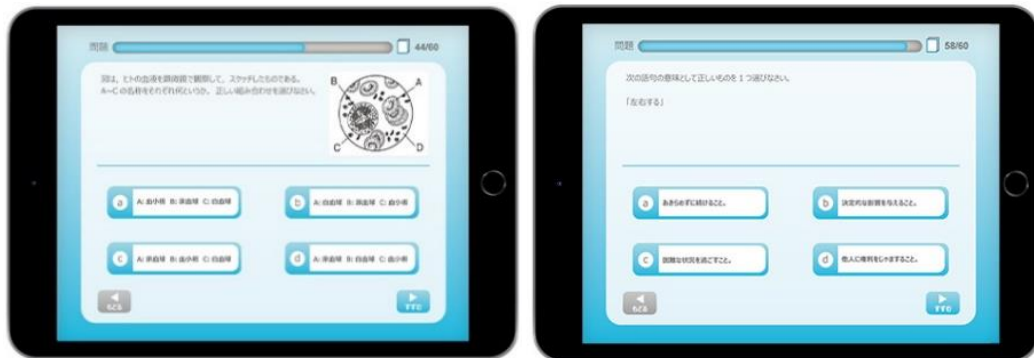 問題
44/60
図は、ヒトの血液を顕微鏡で観察して、スケッチしたものである。
A~Cの名称をそれぞれ何というか。正しい組み合わせを選びなさい。
B
A
C
D
a
A: 血小板 B: 赤血球 C: 白血球
b
A: 白血球 B: 赤血球 C: 血小板
c
A: 赤血球 B: 血小板 C: 白血球
d
A: 赤血球 B: 白血球 C: 血小板
もどる
すすむ
問題
58/60
次の語句の意味として正しいものを1つ選びなさい。
「左右する」
a
あきらめずに続けること。
b
決定的な影響を与えること。
c
困難な状況を過ごすこと。
d
他人に権利をじゃますること。
もどる
すすむ